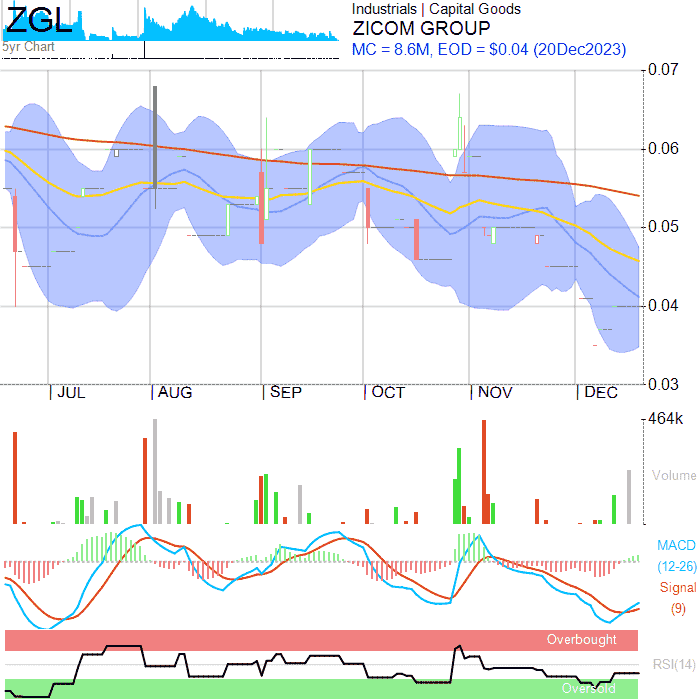 ZGL
5yr Chart
Industrials | Capital Goods
ZICOM GROUP
MC = 8.6M, EOD = $0.04 (20Dec2023)
0.07
0.06
0.05
0.04
0.03
JUL AUG SEP OCT NOV DEC
464k
Volume
MACD
(12-26)
Signal
(9)
Overbought
RSI(14)
Oversold